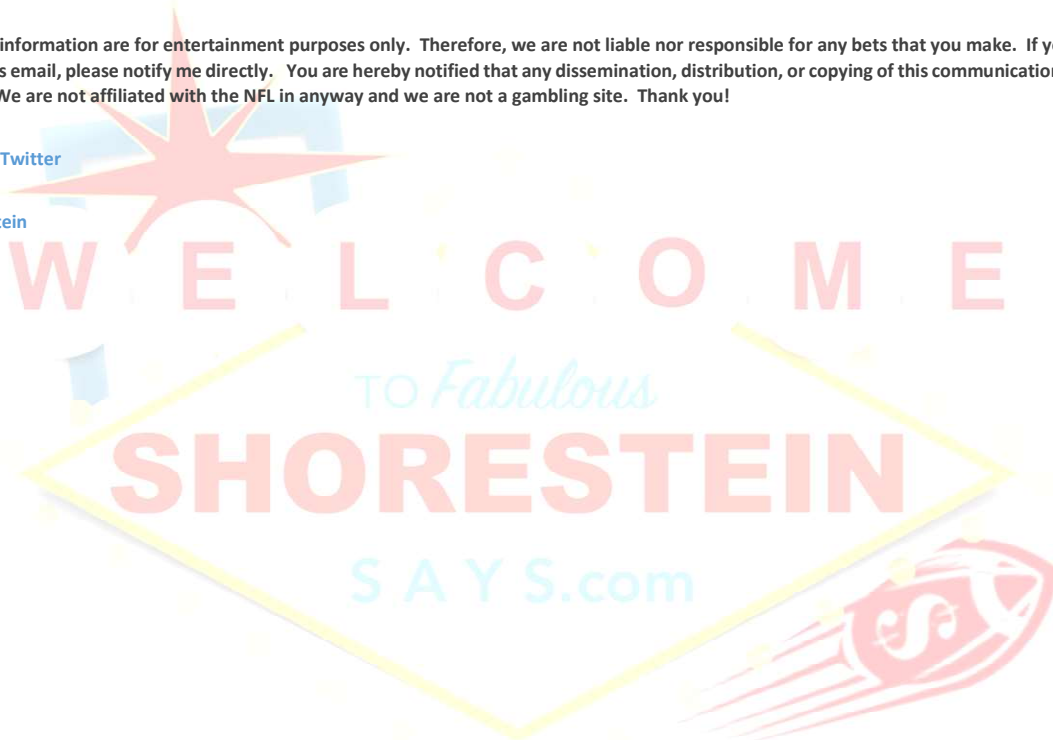 information are for entertainment purposes only. Therefore, we are not liable nor responsible for any bets that you make. If
email, please notify me directly. You are hereby notified that any dissemination, distribution, or copying of this communication
We are not affiliated with the NFL in anyway and we are not a gambling site. Thank you!
Twitter
WELCOME
TO Fabulous
SHORESTEIN
SAYS.com
$